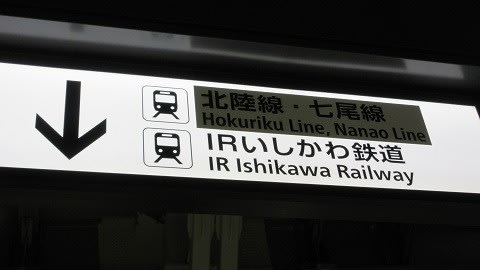 北陸線・七尾線
Hokuriku Line, Nanao Line
IRいしかわ鉄道
IR Ishikawa Railway